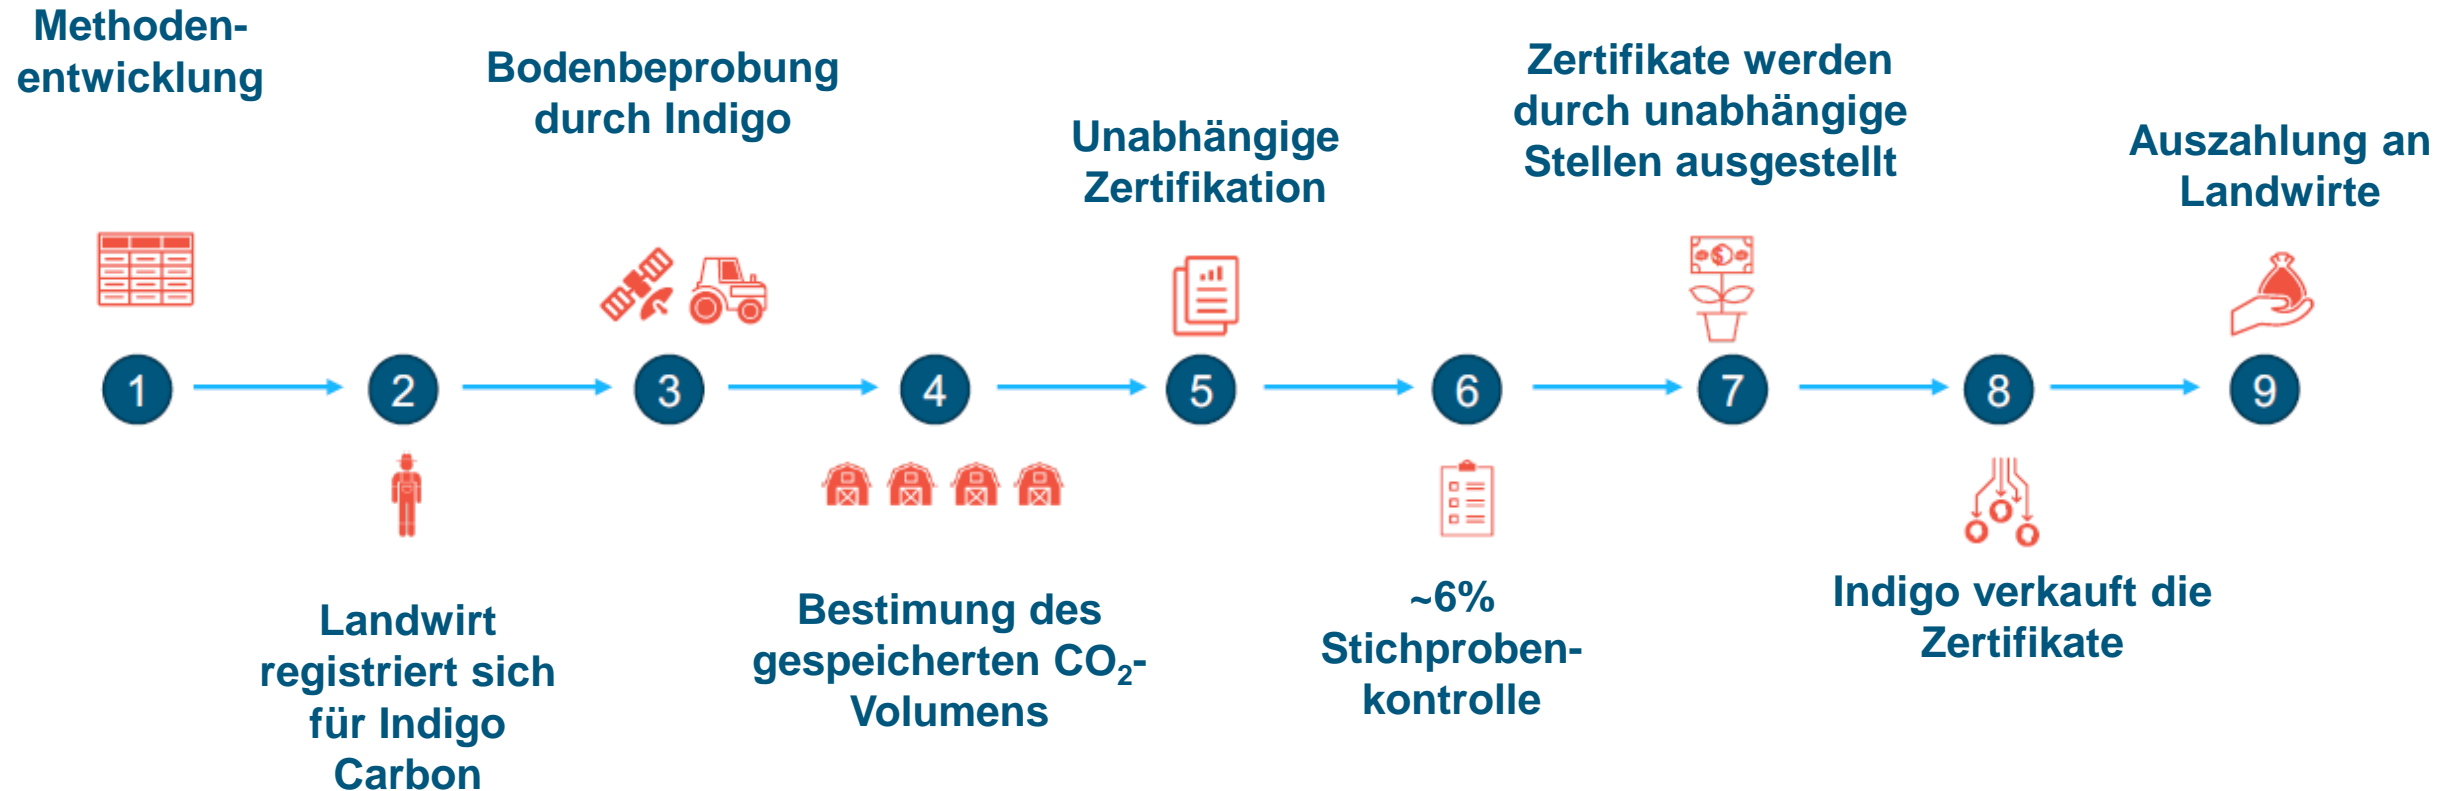 Methoden-
entwicklung
Bodenbeprobung
durch Indigo
Unabhängige
Zertifikation
Zertifikate werden
durch unabhängige
Stellen ausgestellt
Auszahlung an
Landwirte
1
2
3
4
5
6
7
8
9
Landwirt
registriert sich
für Indigo
Carbon
Bestimung des
gespeicherten CO₂-
Volumens
~6%
Stichproben-
kontrolle
Indigo verkauft die
Zertifikate